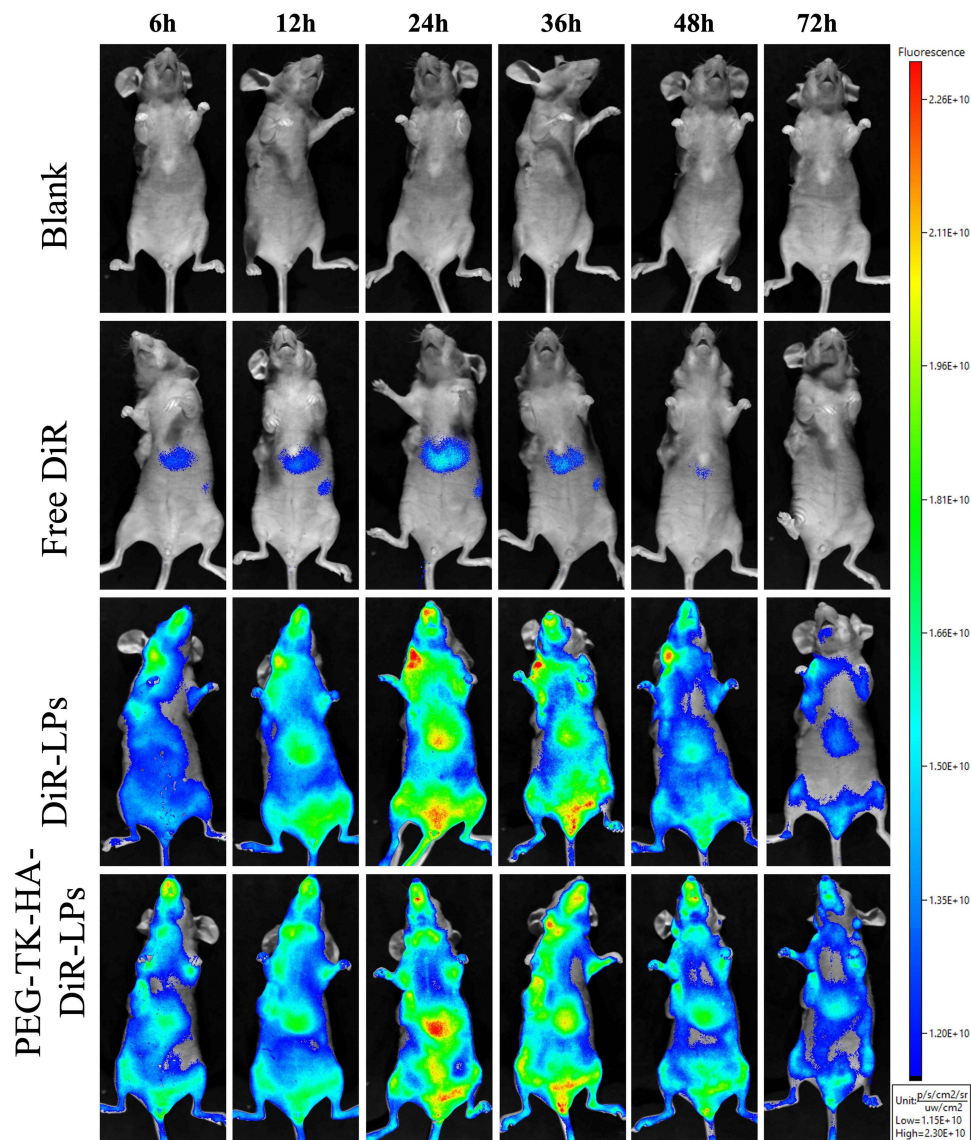 6h 12h 24h 36h 48h 72h
Fluorescence
Blank
Free DiR
DiR-LPs
PEG-TK-HA-
DiR-LPs
2.26E+10
2.11E+10
1.96E+10
1.81E+10
1.66E+10
1.50E+10
1.35E+10
1.20E+10
Unit: p/s/cm2/sr
uw/cm2
Low=1.15E+10
High=2.30E+10